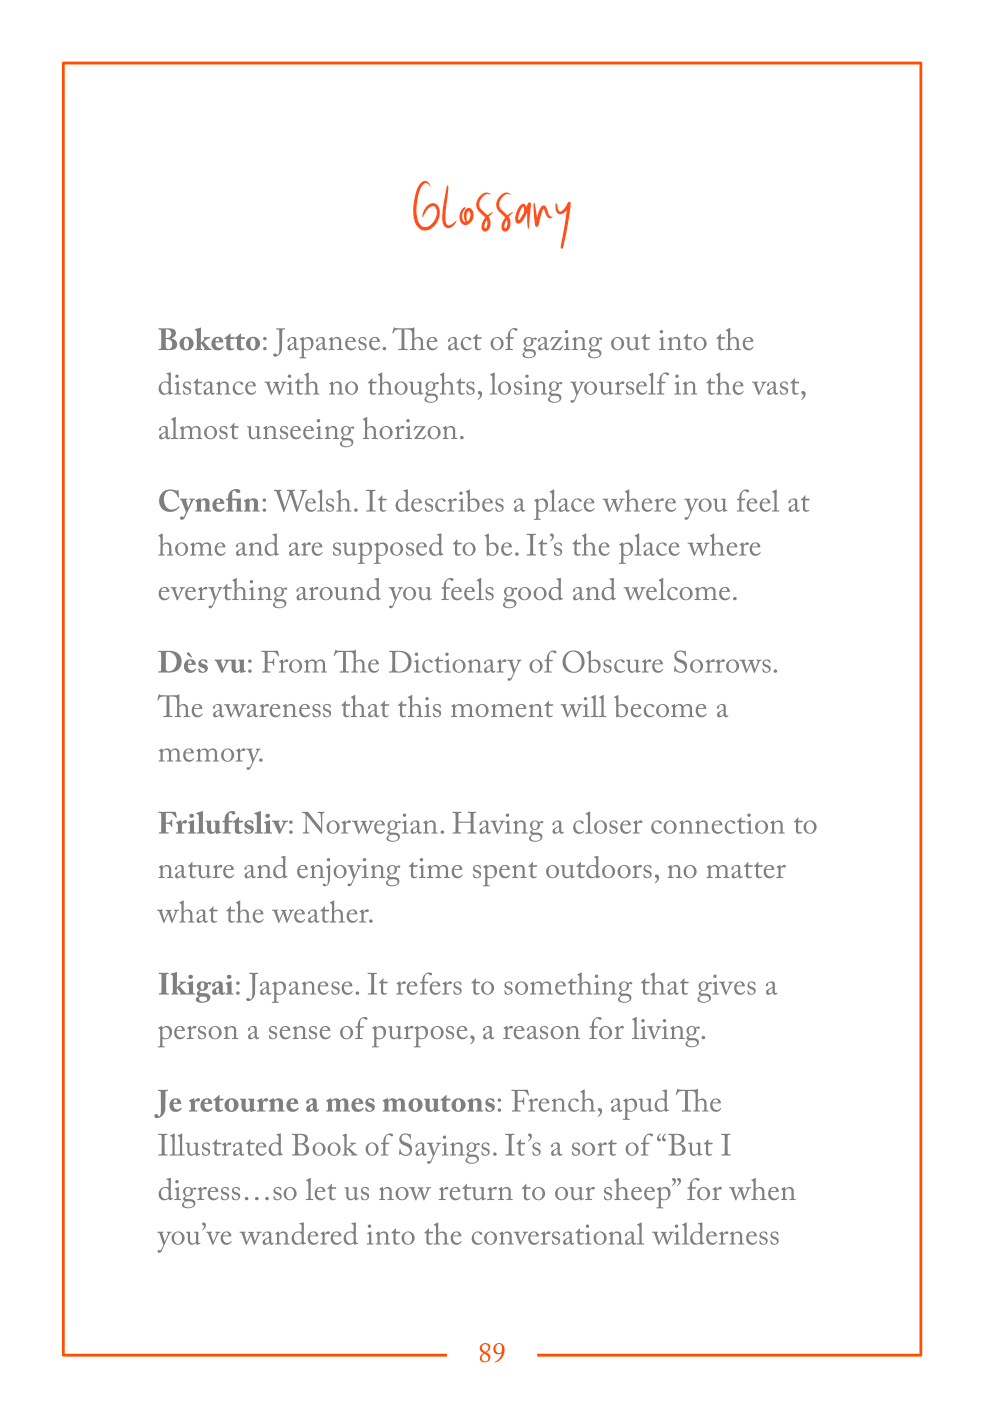 Glossary
Boketto: Japanese. The act of gazing out into the
distance with no thoughts, losing yourself in the vast,
almost unseeing horizon.
Cynefin: Welsh. It describes a place where you feel at
home and are supposed to be. It’s the place where
everything around you feels good and welcome.
Dès vu: From The Dictionary of Obscure Sorrows.
The awareness that this moment will become a
memory.
Friluftsliv: Norwegian. Having a closer connection to
nature and enjoying time spent outdoors, no matter
what the weather.
Ikigai: Japanese. It refers to something that gives a
person a sense of purpose, a reason for living.
Je retourne a mes moutons: French, apud The
Illustrated Book of Sayings. It’s a sort of “But I
digress…so let us now return to our sheep” for when
you’ve wandered into the conversational wilderness
89